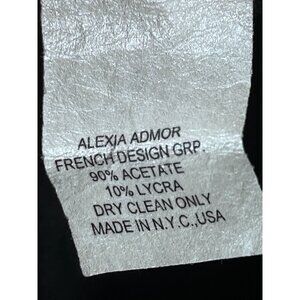 ALEXIA ADMOR
FRENCH DESIGN GRP.
90% ACETATE
10% LYCRA
DRY CLEAN ONLY
MADE IN N.Y.C.,USA